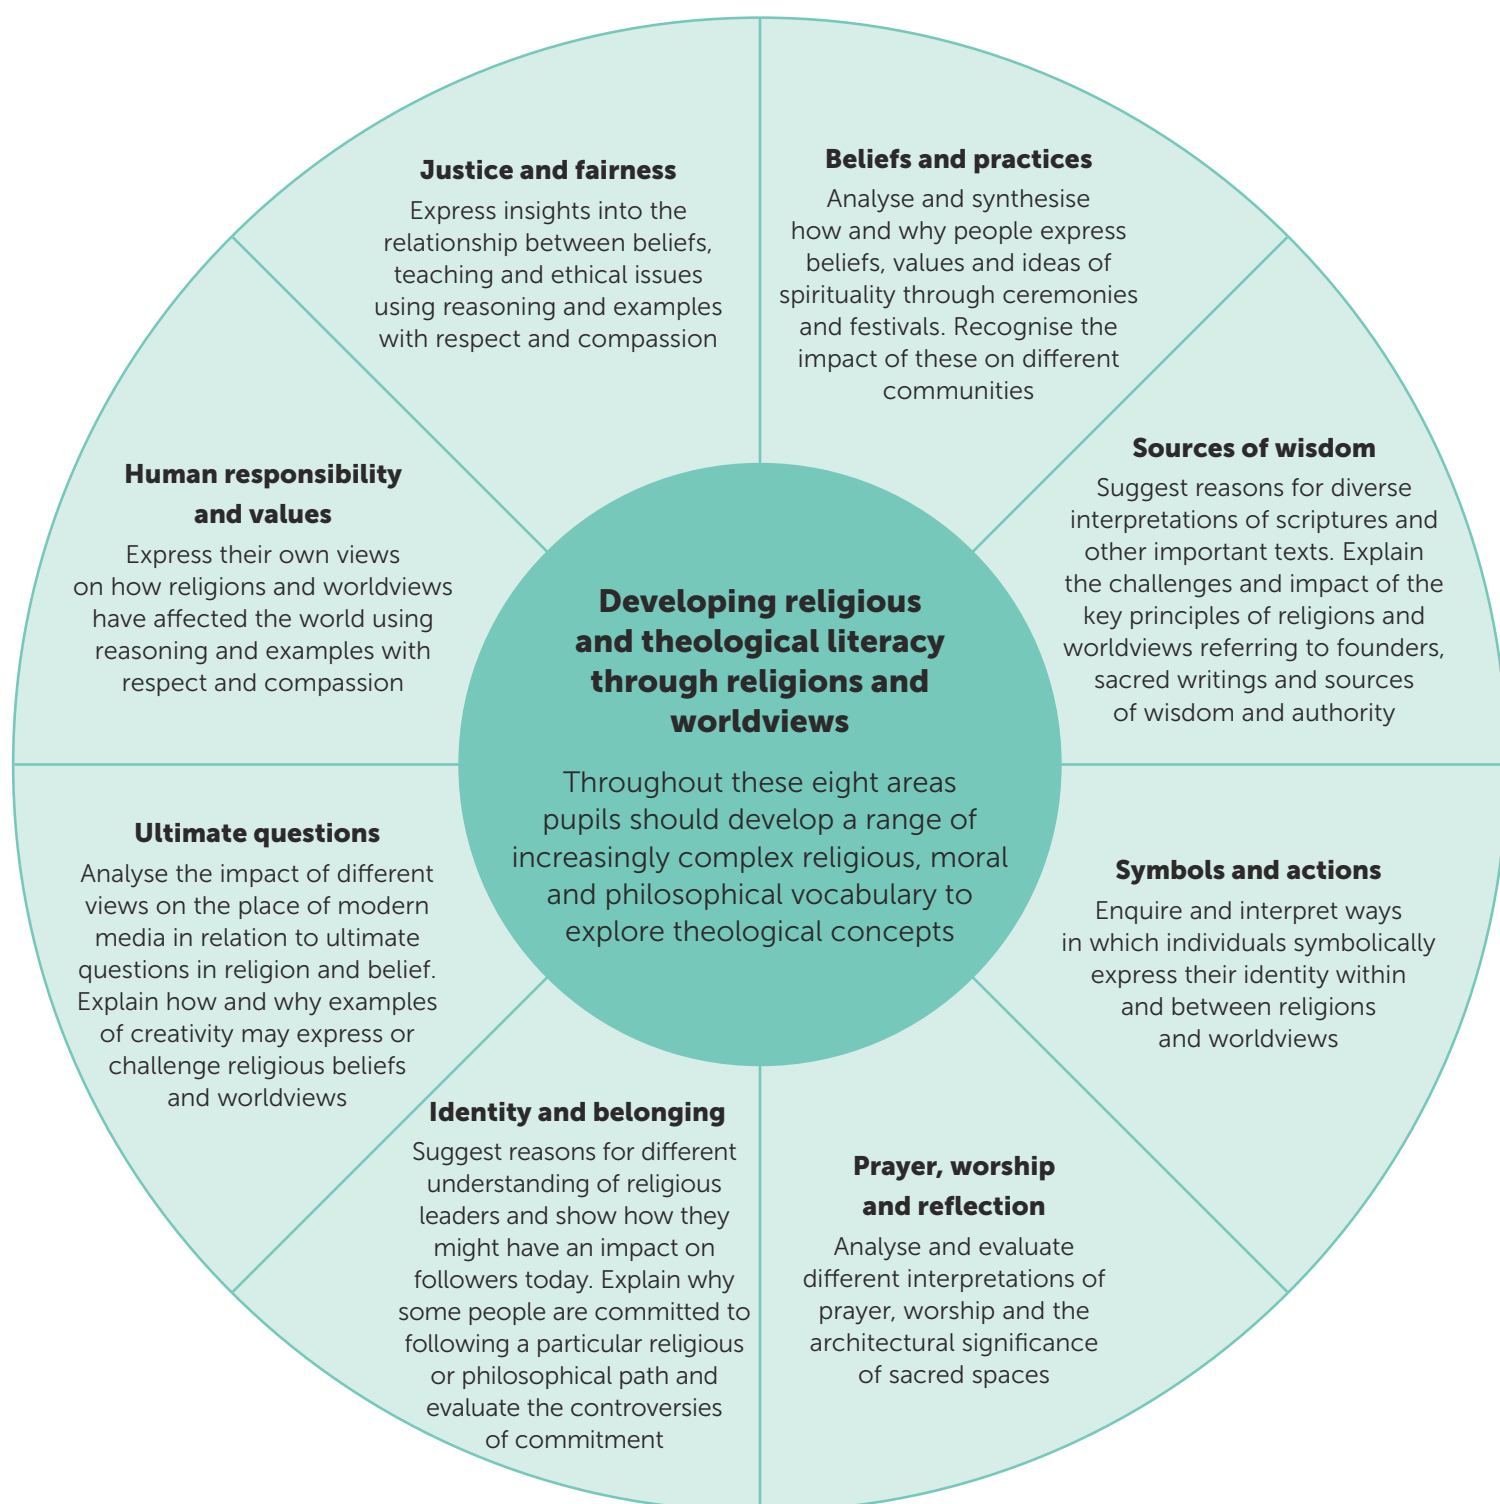 Justice and fairness
Express insights into the
relationship between beliefs,
teaching and ethical issues
using reasoning and examples
with respect and compassion
Beliefs and practices
Analyse and synthesise
how and why people express
beliefs, values and ideas of
spirituality through ceremonies
and festivals. Recognise the
impact of these on different
communities
Sources of wisdom
Suggest reasons for diverse
interpretations of scriptures and
other important texts. Explain
the challenges and impact of the
key principles of religions and
worldviews referring to founders,
sacred writings and sources
of wisdom and authority
Human responsibility
and values
Express their own views
on how religions and worldviews
have affected the world using
reasoning and examples with
respect and compassion
Developing religious
and theological literacy
through religions and
worldviews
Throughout these eight areas
pupils should develop a range of
increasingly complex religious, moral
and philosophical vocabulary to
explore theological concepts
Ultimate questions
Analyse the impact of different
views on the place of modern
media in relation to ultimate
questions in religion and belief.
Explain how and why examples
of creativity may express or
challenge religious beliefs
and worldviews
Symbols and actions
Enquire and interpret ways
in which individuals symbolically
express their identity within
and between religions
and worldviews
Identity and belonging
Suggest reasons for different
understanding of religious
leaders and show how they
might have an impact on
followers today. Explain why
some people are committed to
following a particular religious
or philosophical path and
evaluate the controversies
of commitment
Prayer, worship
and reflection
Analyse and evaluate
different interpretations of
prayer, worship and the
architectural significance
of sacred spaces